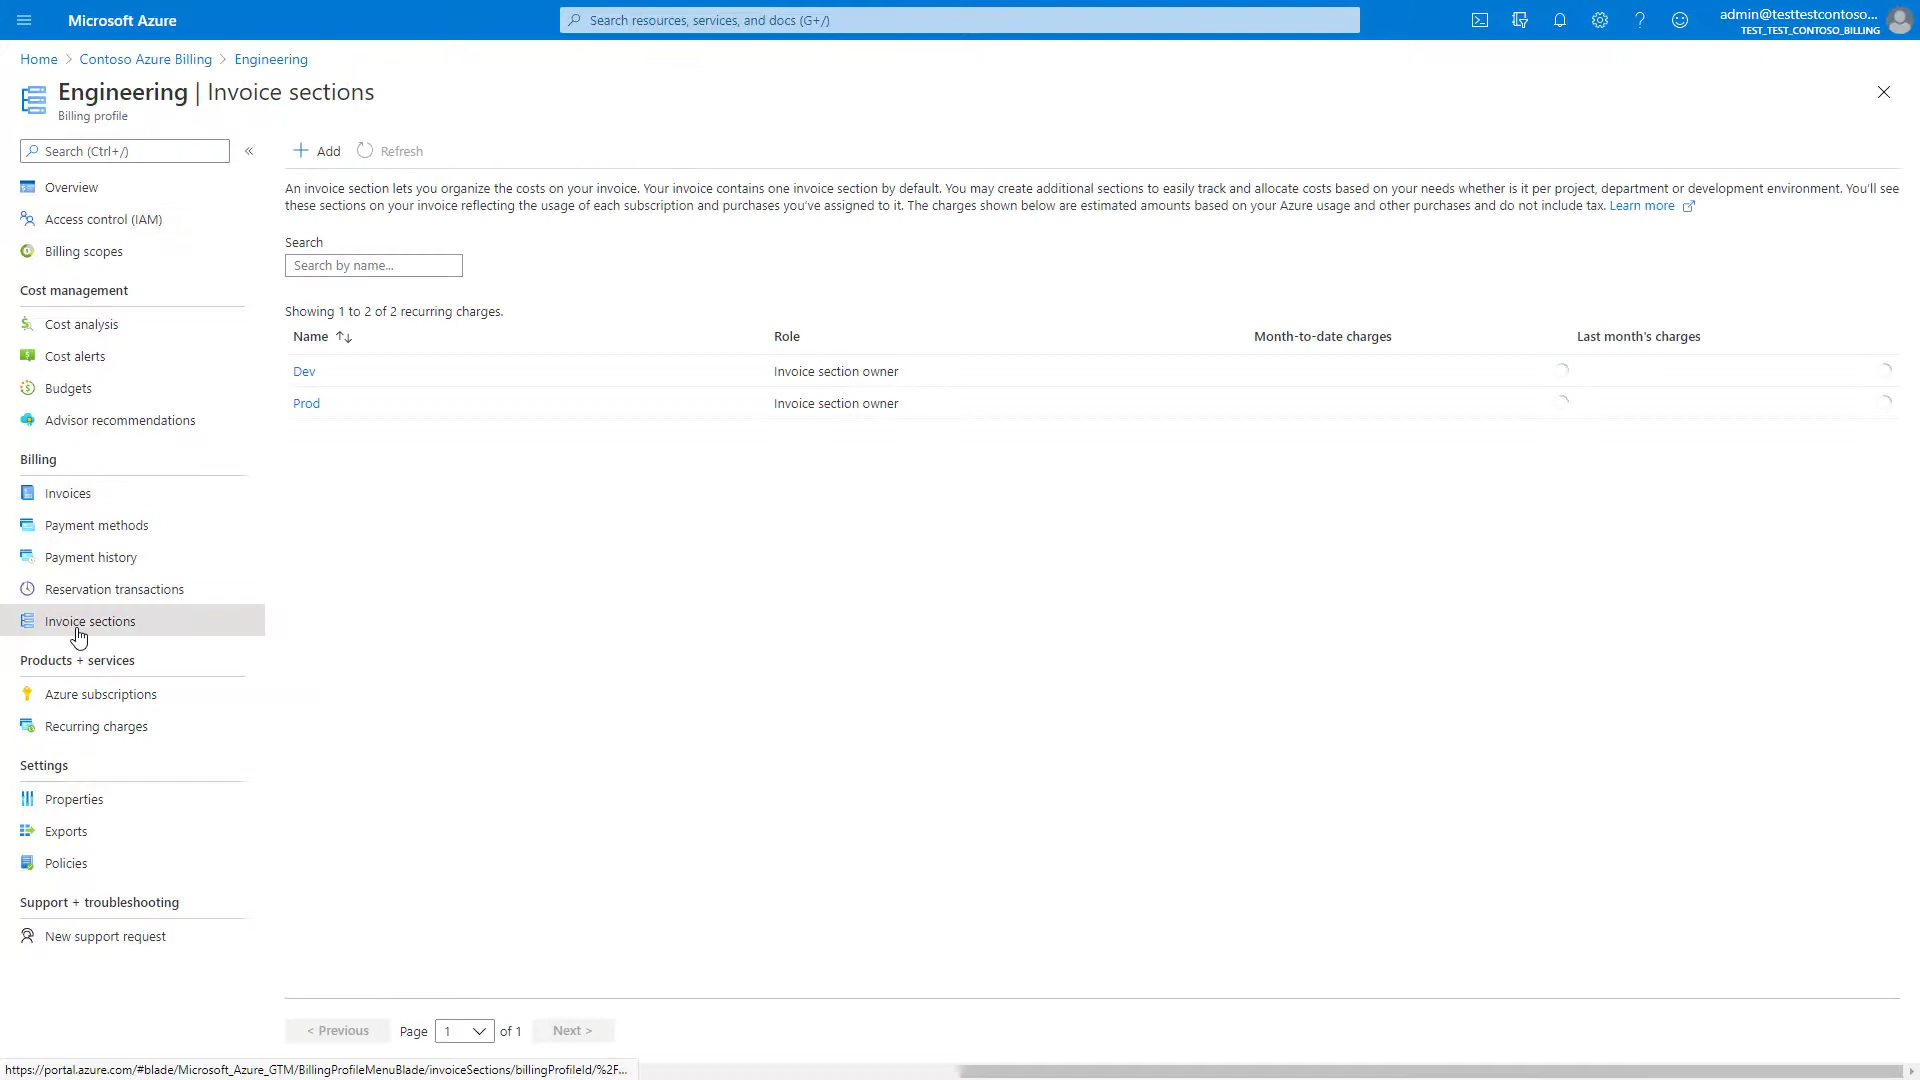 Microsoft Azure
Search resources, services, and docs (G+/)
admin@testtestcontoso...
TEST_TEST_CONTOSO_BILLING
Home > Contoso Azure Billing > Engineering
Engineering | Invoice sections
Billing profile
Search (Ctrl+/)
«
Add
Refresh
Overview
Access control (IAM)
Billing scopes
Cost management
Cost analysis
Cost alerts
Budgets
Advisor recommendations
Billing
Invoices
Payment methods
Payment history
Reservation transactions
Invoice sections
Products + services
Azure subscriptions
Recurring charges
Settings
Properties
Exports
Policies
Support + troubleshooting
New support request
An invoice section lets you organize the costs on your invoice. Your invoice contains one invoice section by default. You may create additional sections to easily track and allocate costs based on your needs whether is it per project, department or development environment. You'll see
these sections on your invoice reflecting the usage of each subscription and purchases you've assigned to it. The charges shown below are estimated amounts based on your Azure usage and other purchases and do not include tax. Learn more
Search
Search by name...
Showing 1 to 2 of 2 recurring charges.
Name Role Month-to-date charges Last month's charges
Dev Invoice section owner
Prod Invoice section owner
< Previous Page 1 of 1 Next >
https://portal.azure.com/#blade/Microsoft_Azure_GTM/BillingProfileMenuBlade/invoiceSections/billingProfileId/%2F...